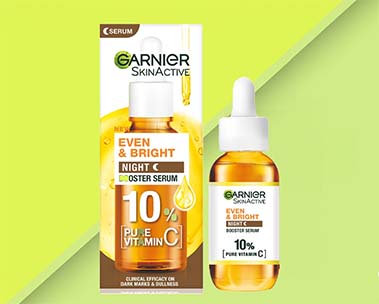 SERUM
GARNIER
SKINACTIVE
NEW
EVEN
& BRIGHT
NIGHT
BOOSTER SERUM
10%
[PURE VITAMIN C]
CLINICAL EFFICACY ON
DARK MARKS & DULLNESS
GARNIER
SKINACTIVE
EVEN
& BRIGHT
NIGHT
BOOSTER SERUM
10%
[PURE VITAMIN C]